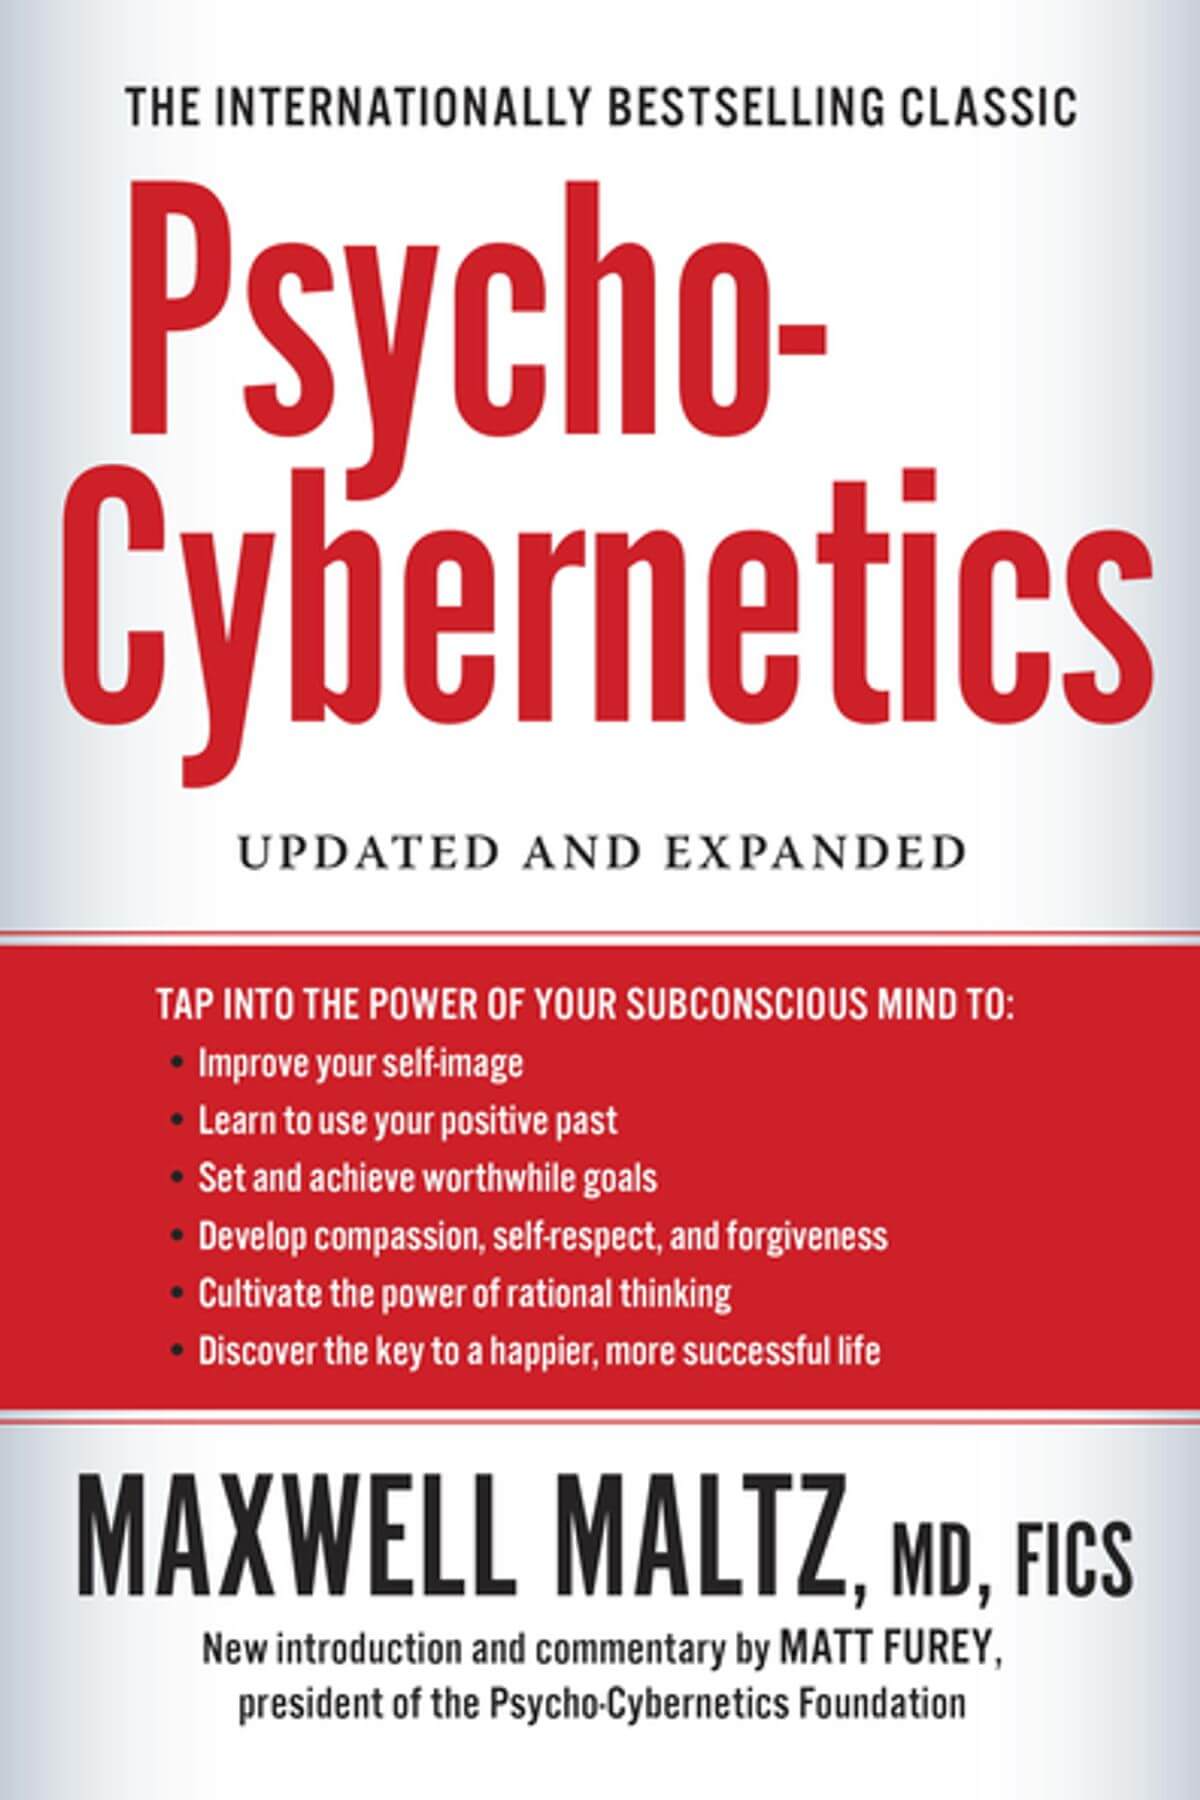 THE INTERNATIONALLY BESTSELLING CLASSIC
Psycho-
Cybernetics
UPDATED AND EXPANDED
TAP INTO THE POWER OF YOUR SUBCONSCIOUS MIND TO:
• Improve your self-image
• Learn to use your positive past
• Set and achieve worthwhile goals
• Develop compassion, self-respect, and forgiveness
• Cultivate the power of rational thinking
• Discover the key to a happier, more successful life
MAXWELL MALTZ, MD, FICS
New introduction and commentary by MATT FUREY,
president of the Psycho-Cybernetics Foundation